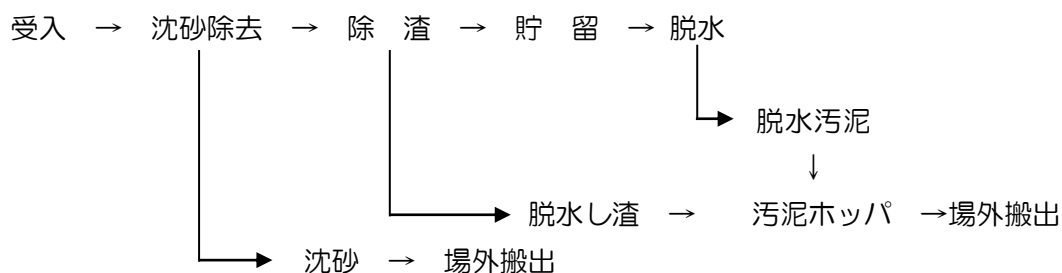 受入 → 沈砂除去 → 除 渣 → 貯 留 → 脱水
脱水汚泥
↓
脱水し渣 → 汚泥ホッパ →場外搬出
沈砂 → 場外搬出